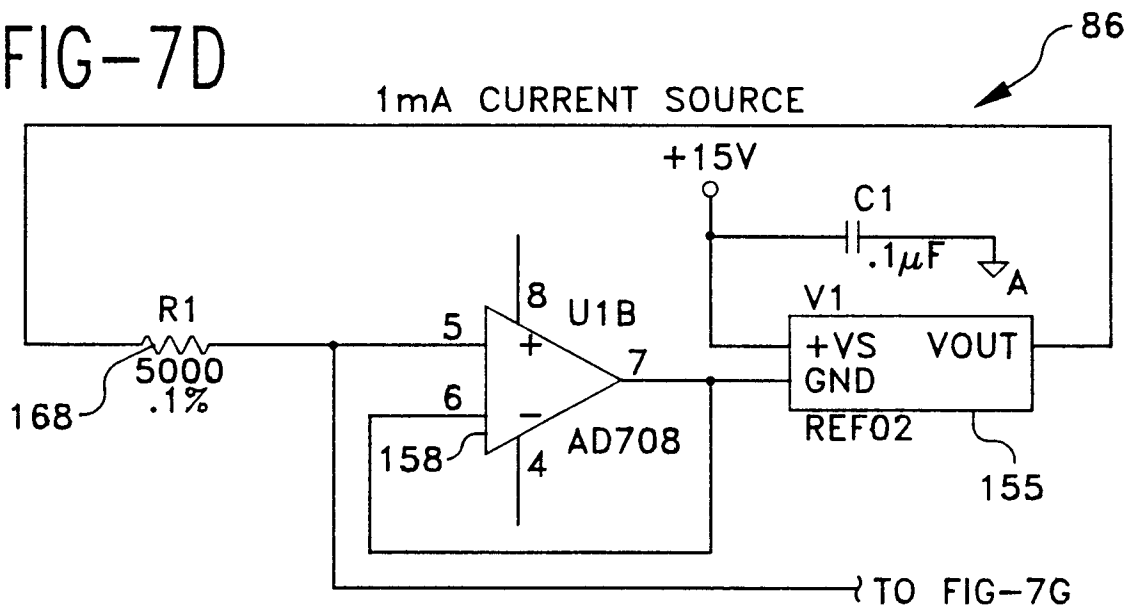 FIG-7D
86
1mA CURRENT SOURCE
+15V
C1
.1µF
A
R1
5000
.1%
168
5
6
8
+
−
4
158
U1B
7
AD708
V1
+VS VOUT
GND
REF02
155
TO FIG-7G